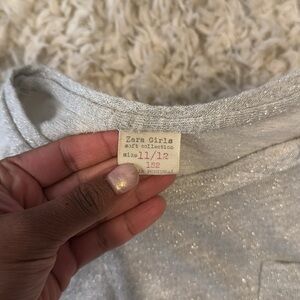 Zara Girls
soft collection
size 11/12
152